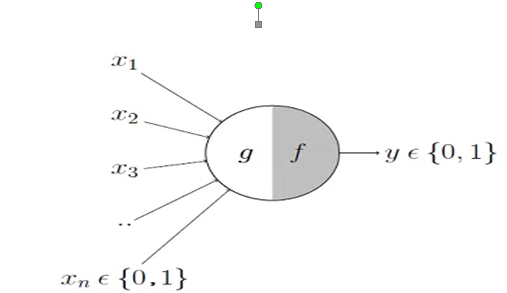 x₁
x₂
x₃
g f y ϵ {0, 1}
..
xₙ ϵ {0,1}